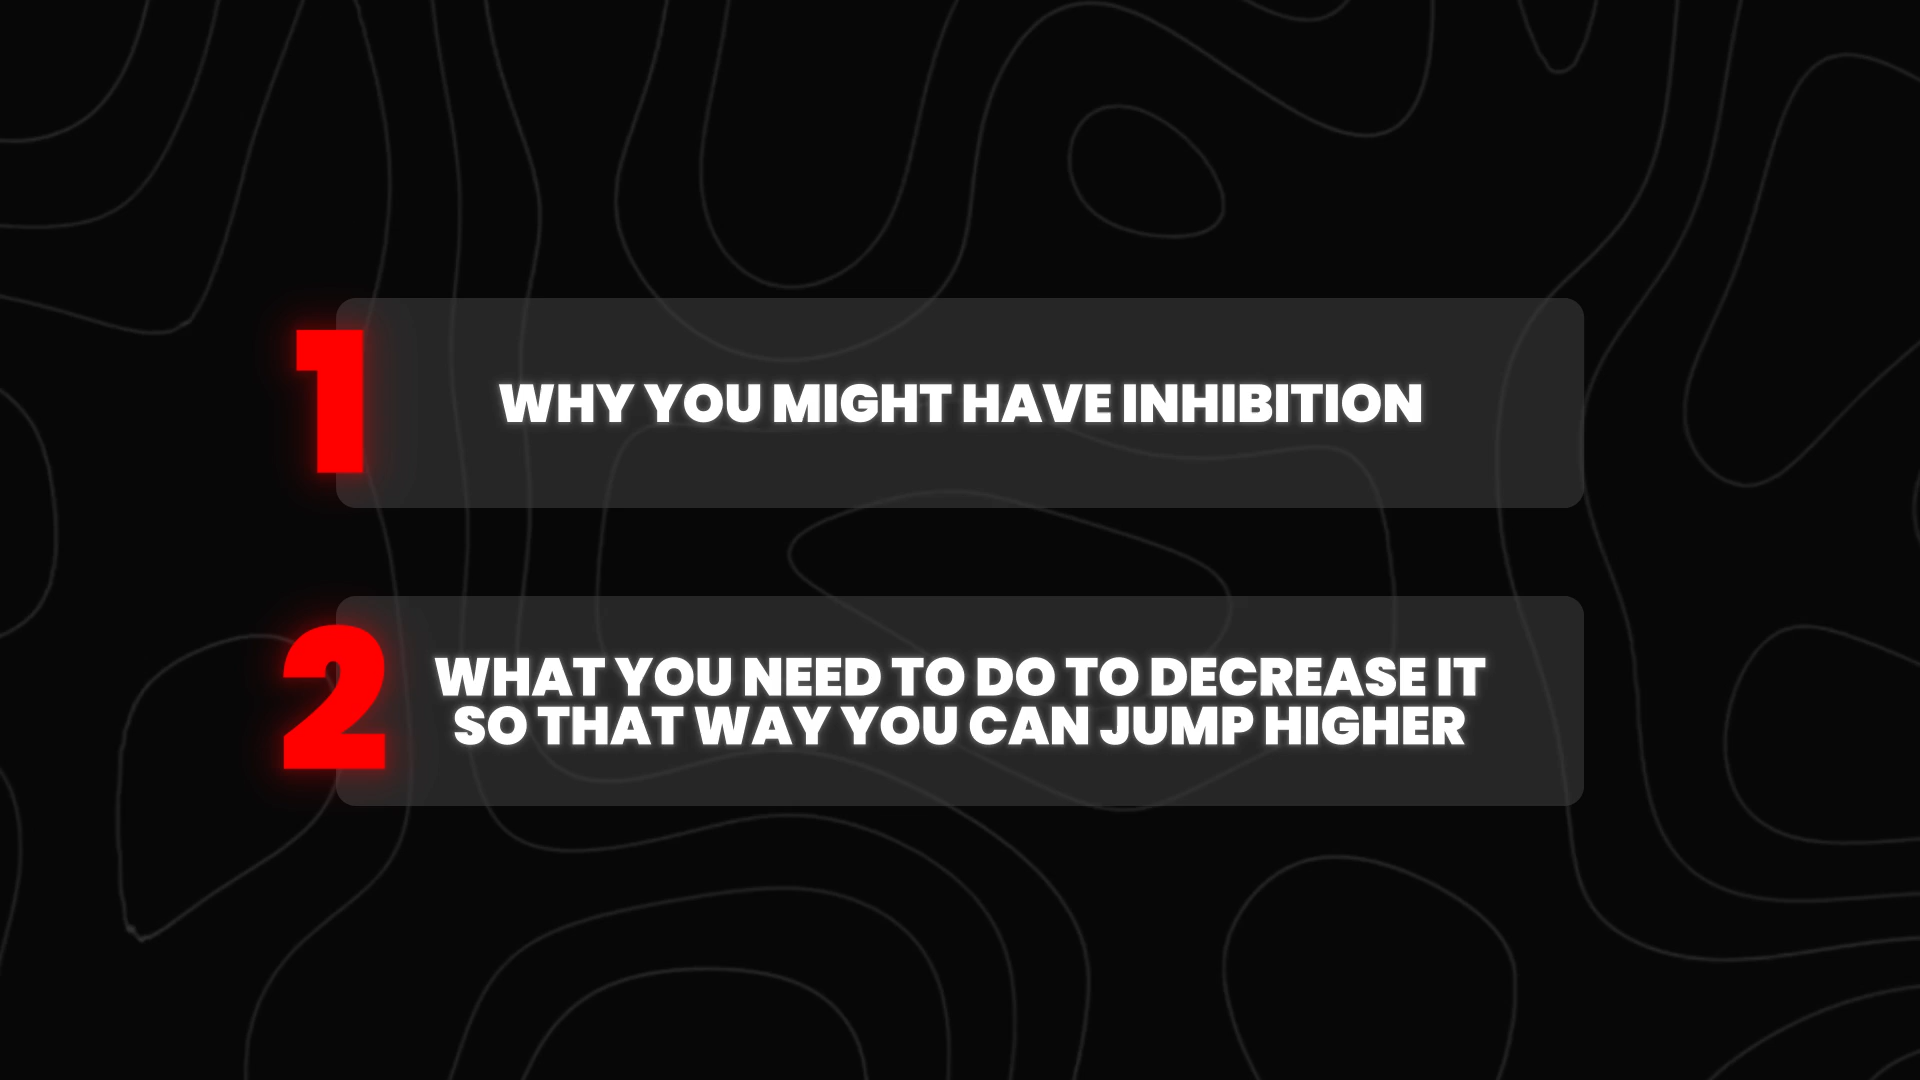 1
WHY YOU MIGHT HAVE INHIBITION
2
WHAT YOU NEED TO DO TO DECREASE IT
SO THAT WAY YOU CAN JUMP HIGHER